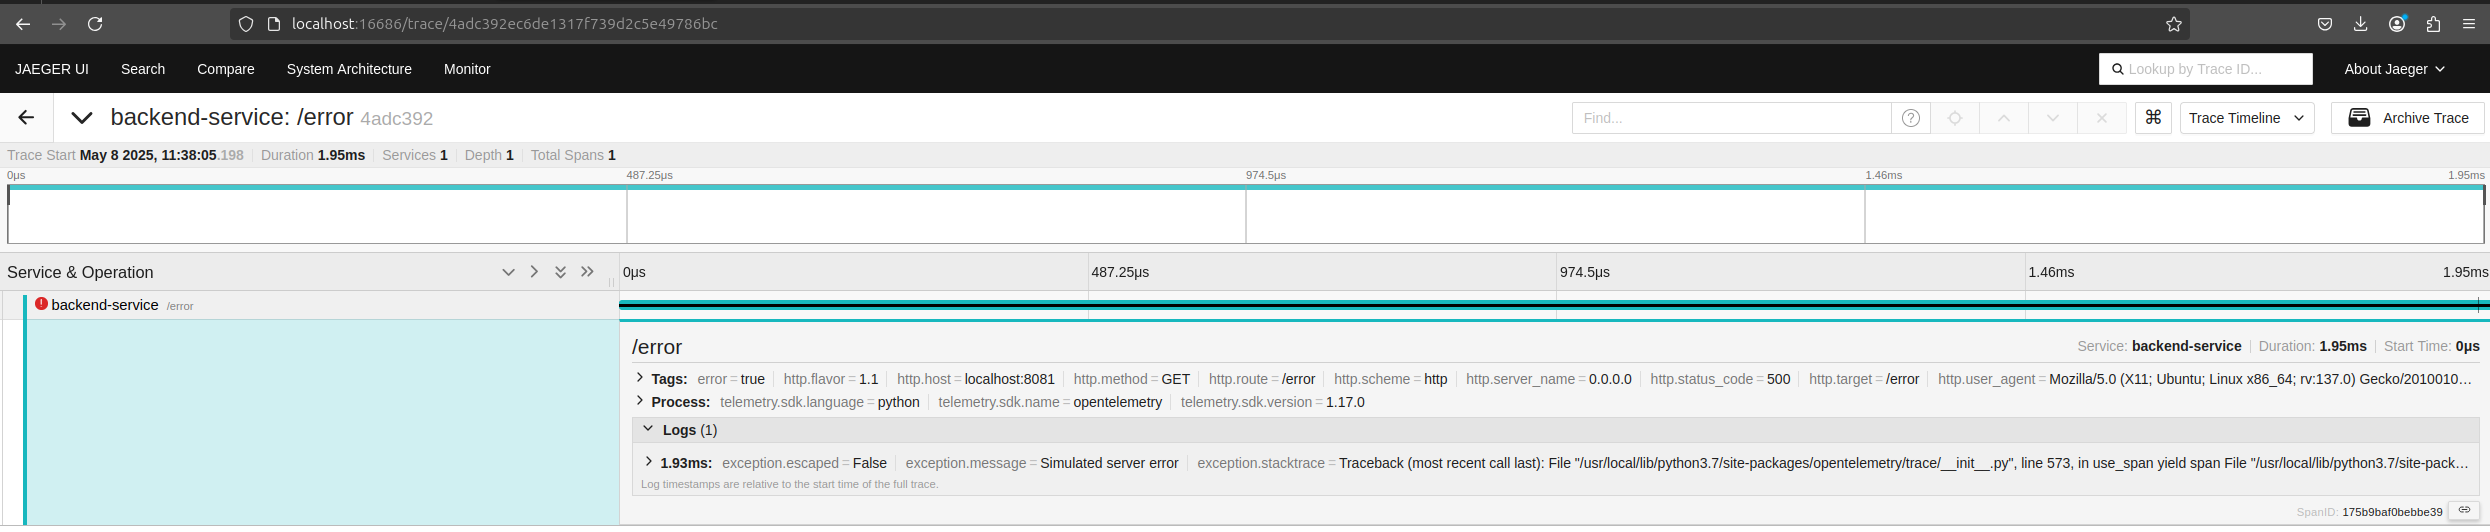 localhost:16686/trace/4adc392ec6de1317f739d2c5e49786bc
JAEGER UI Search Compare System Architecture Monitor Lookup by Trace ID... About Jaeger
backend-service: /error 4adc392 Find... Trace Timeline Archive Trace
Trace Start May 8 2025, 11:38:05.198 Duration 1.95ms Services 1 Depth 1 Total Spans 1
0μs 487.25μs 974.5μs 1.46ms 1.95ms
Service & Operation 0μs 487.25μs 974.5μs 1.46ms 1.95ms
backend-service /error
/error Service: backend-service Duration: 1.95ms Start Time: 0μs
Tags: error = true http.flavor = 1.1 http.host = localhost:8081 http.method = GET http.route = /error http.scheme = http http.server_name = 0.0.0.0 http.status_code = 500 http.target = /error http.user_agent = Mozilla/5.0 (X11; Ubuntu; Linux x86_64; rv:137.0) Gecko/2010010...
Process: telemetry.sdk.language = python telemetry.sdk.name = opentelemetry telemetry.sdk.version = 1.17.0
Logs (1)
1.93ms: exception.escaped = False exception.message = Simulated server error exception.stacktrace = Traceback (most recent call last): File "/usr/local/lib/python3.7/site-packages/opentelemetry/trace/__init__.py", line 573, in use_span yield span File "/usr/local/lib/python3.7/site-pack...
Log timestamps are relative to the start time of the full trace.
SpanID: 175b9baf0bebbe39